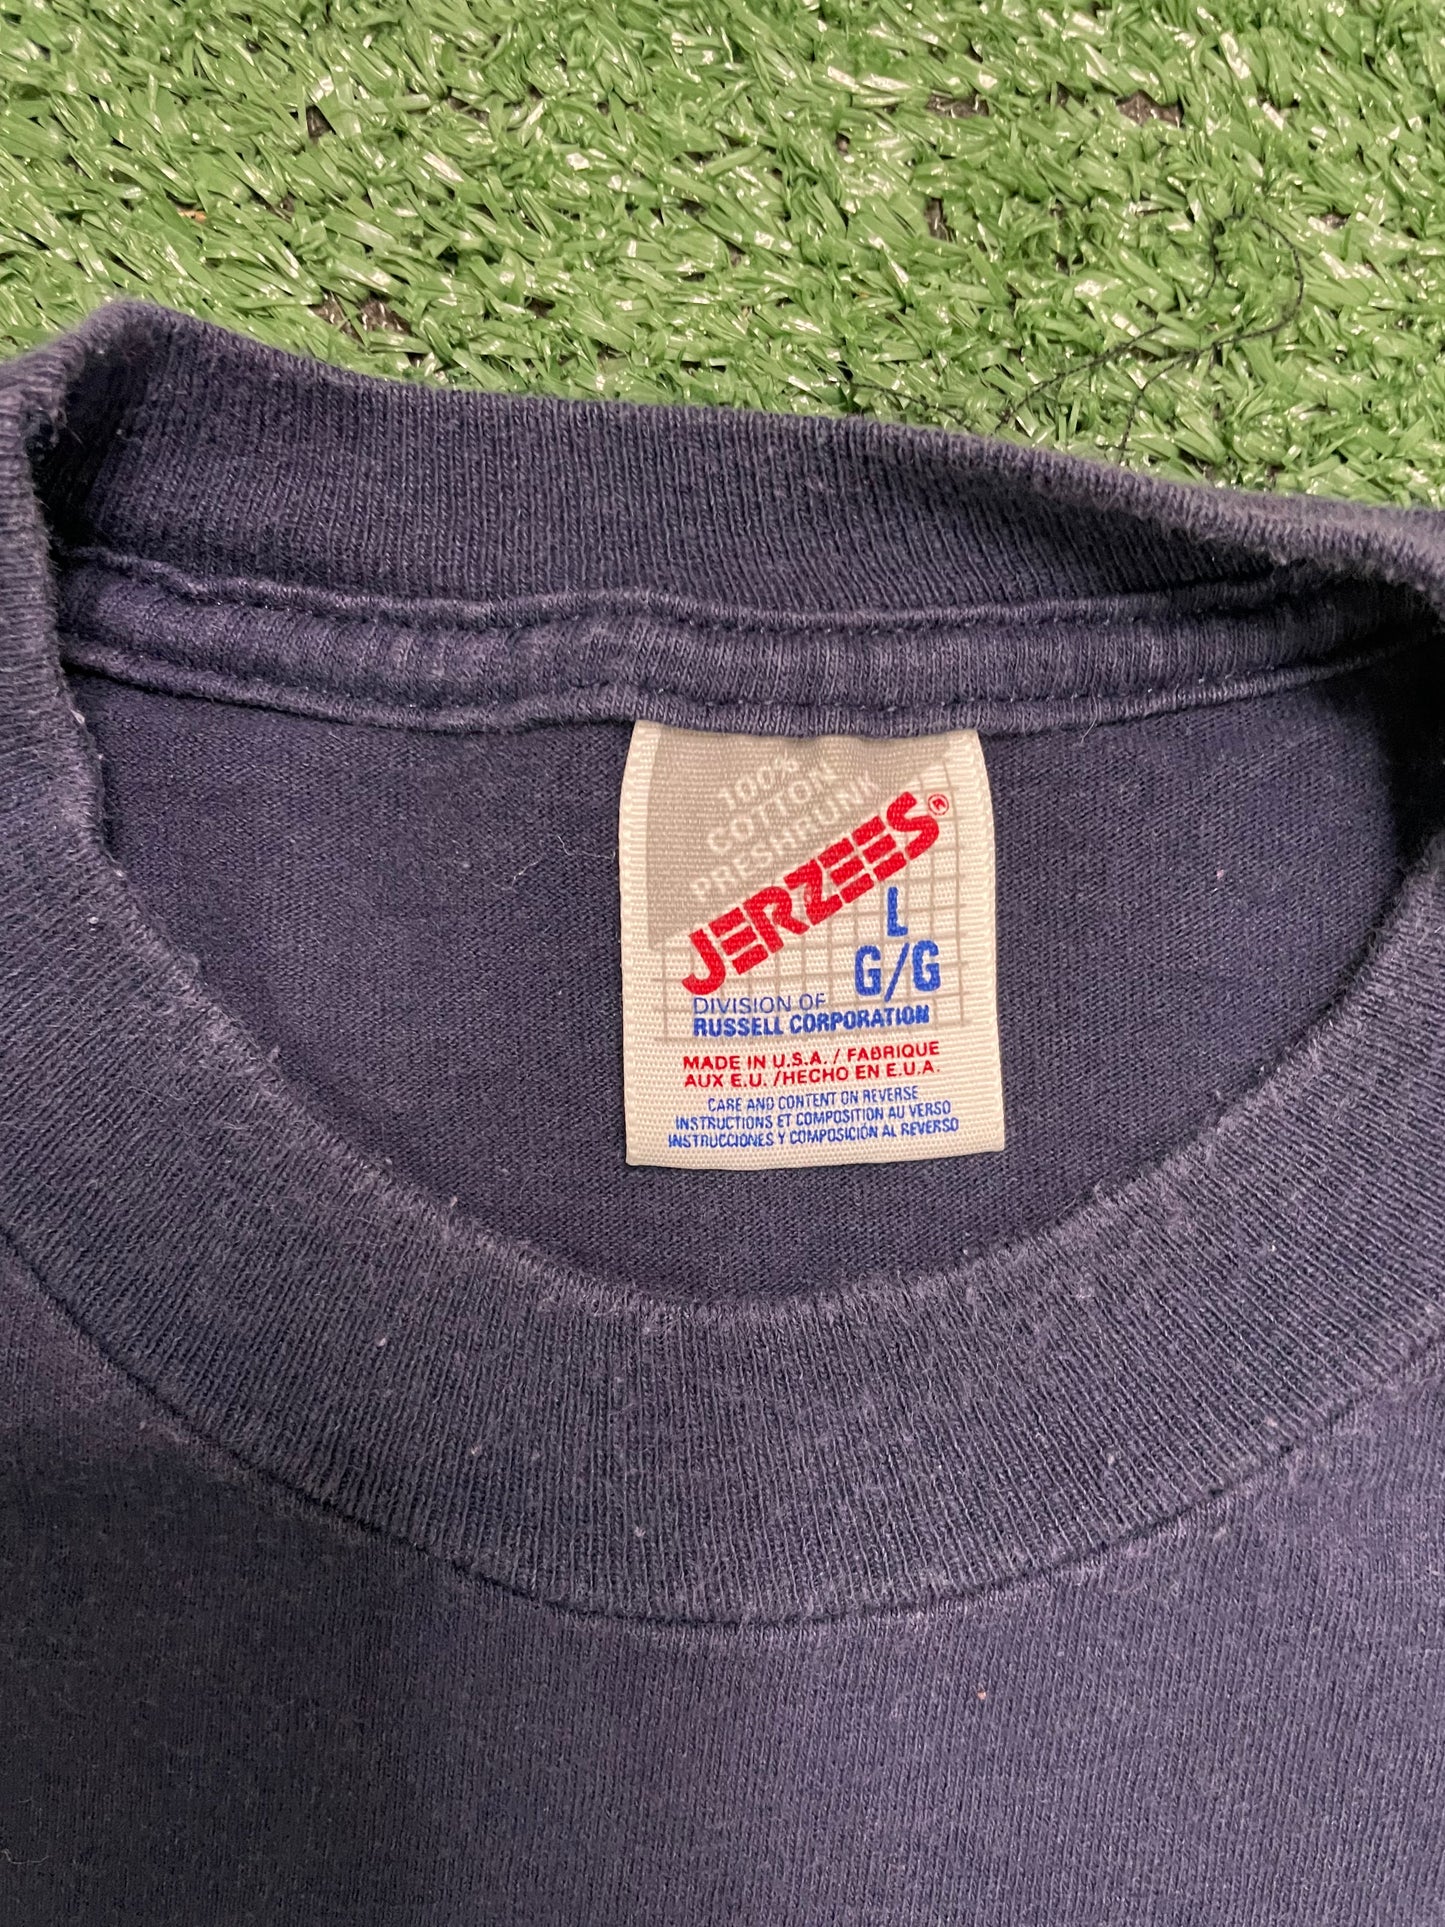 100%
COTTON
PRESHRUNK
JERZEES®
L
G/G
DIVISION OF
RUSSELL CORPORATION
MADE IN U.S.A. / FABRIQUE
AUX E.U. /HECHO EN E.U.A.
CARE AND CONTENT ON REVERSE
INSTRUCTIONS ET COMPOSITION AU VERSO
INSTRUCCIONES Y COMPOSICIÓN AL REVERSO